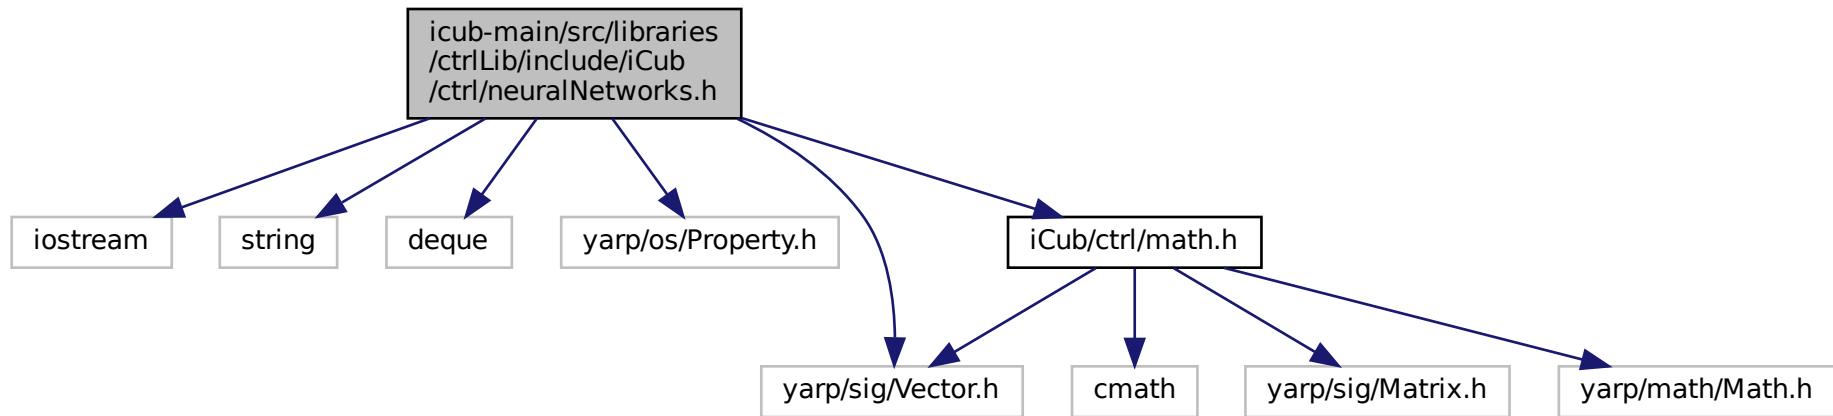 icub-main/src/libraries
/ctrlLib/include/iCub
/ctrl/neuralNetworks.h
iostream
string
deque
yarp/os/Property.h
iCub/ctrl/math.h
yarp/sig/Vector.h
cmath
yarp/sig/Matrix.h
yarp/math/Math.h